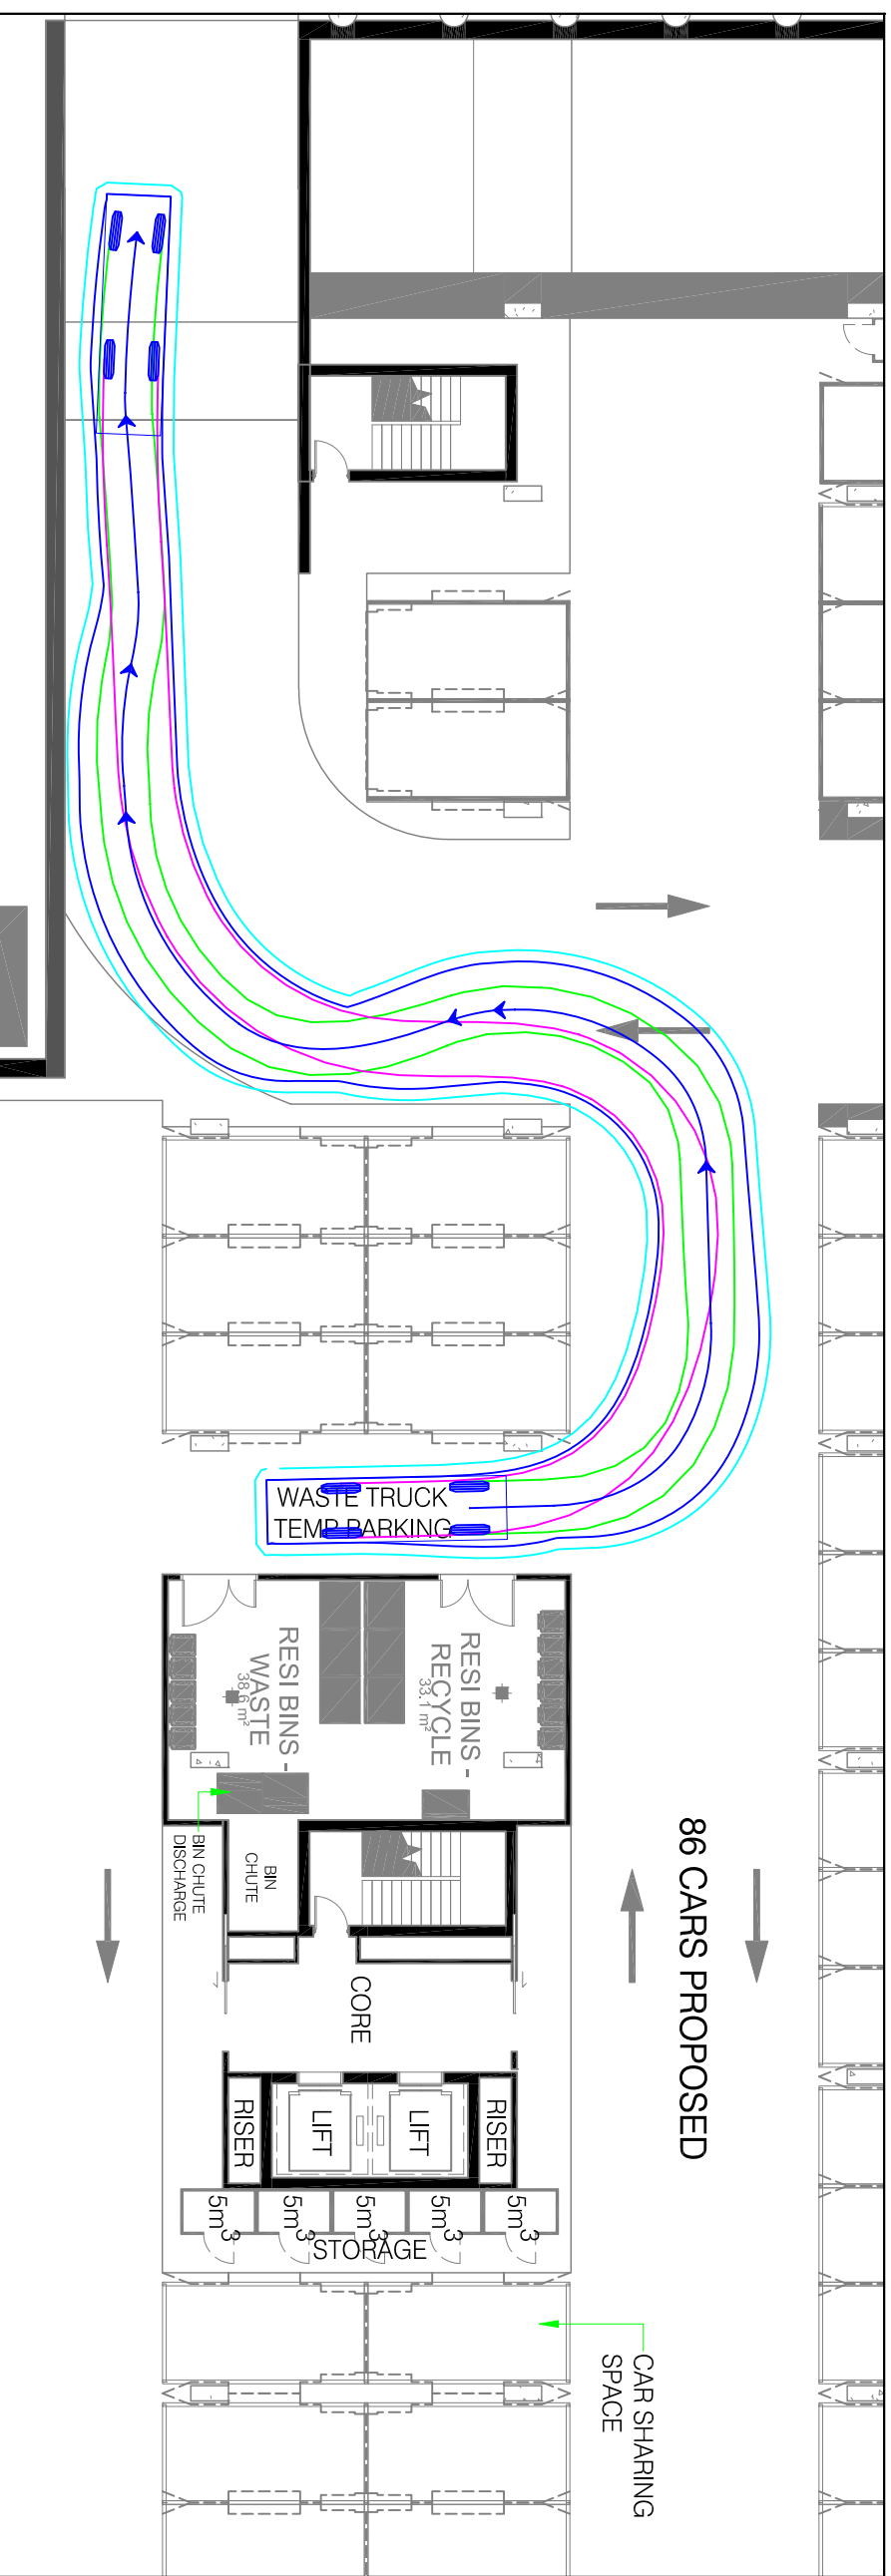 WASTE TRUCK
TEMP PARKING
RESI BINS -
WASTE
38.6 m²
RESI BINS -
RECYCLE
33.1 m²
BIN CHUTE
DISCHARGE
BIN
CHUTE
86 CARS PROPOSED
CORE
RISER
LIFT
LIFT
RISER
5m³
5m³
5m³
5m³
5m³
STORAGE
CAR SHARING
SPACE